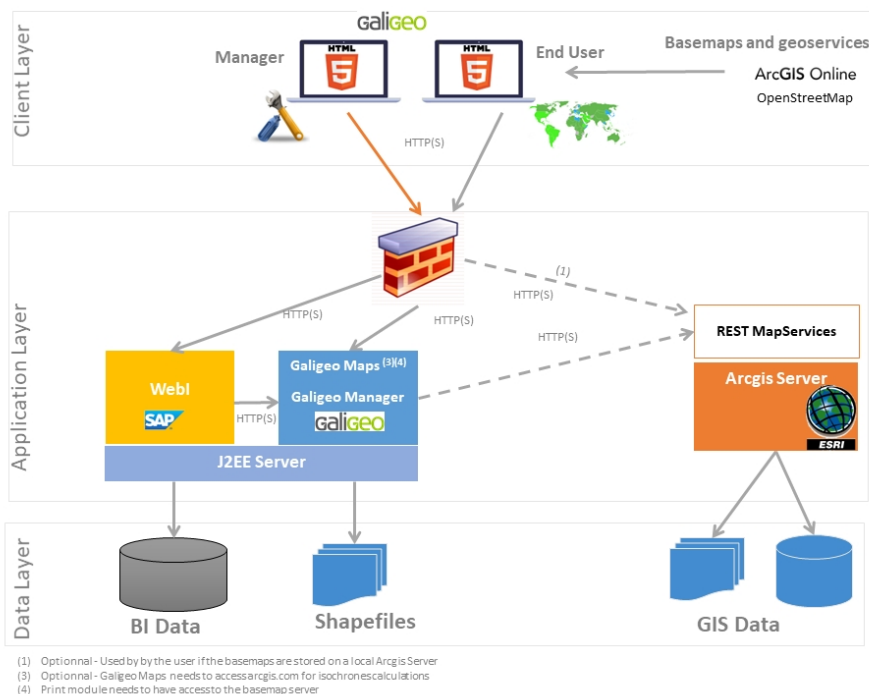 Client Layer
GALIGEO
Manager
HTML
5
HTML
5
End User
Basemaps and geoservices
ArcGIS Online
OpenStreetMap
HTTP(S)
Application Layer
(1)
HTTP(S)
HTTP(S)
HTTP(S)
HTTP(S)
REST MapServices
WebI
SAP
HTTP(S)
Galigeo Maps (3)(4)
Galigeo Manager
GALIGEO
Arcgis Server
ESRI
J2EE Server
Data Layer
BI Data
Shapefiles
GIS Data
(1) Optionnal - Used by by the user if the basemaps are stored on a local Arcgis Server
(3) Optionnal - Galigeo Maps needs to access arcgis.com for isochrones calculations
(4) Print module needs to have access to the basemap server